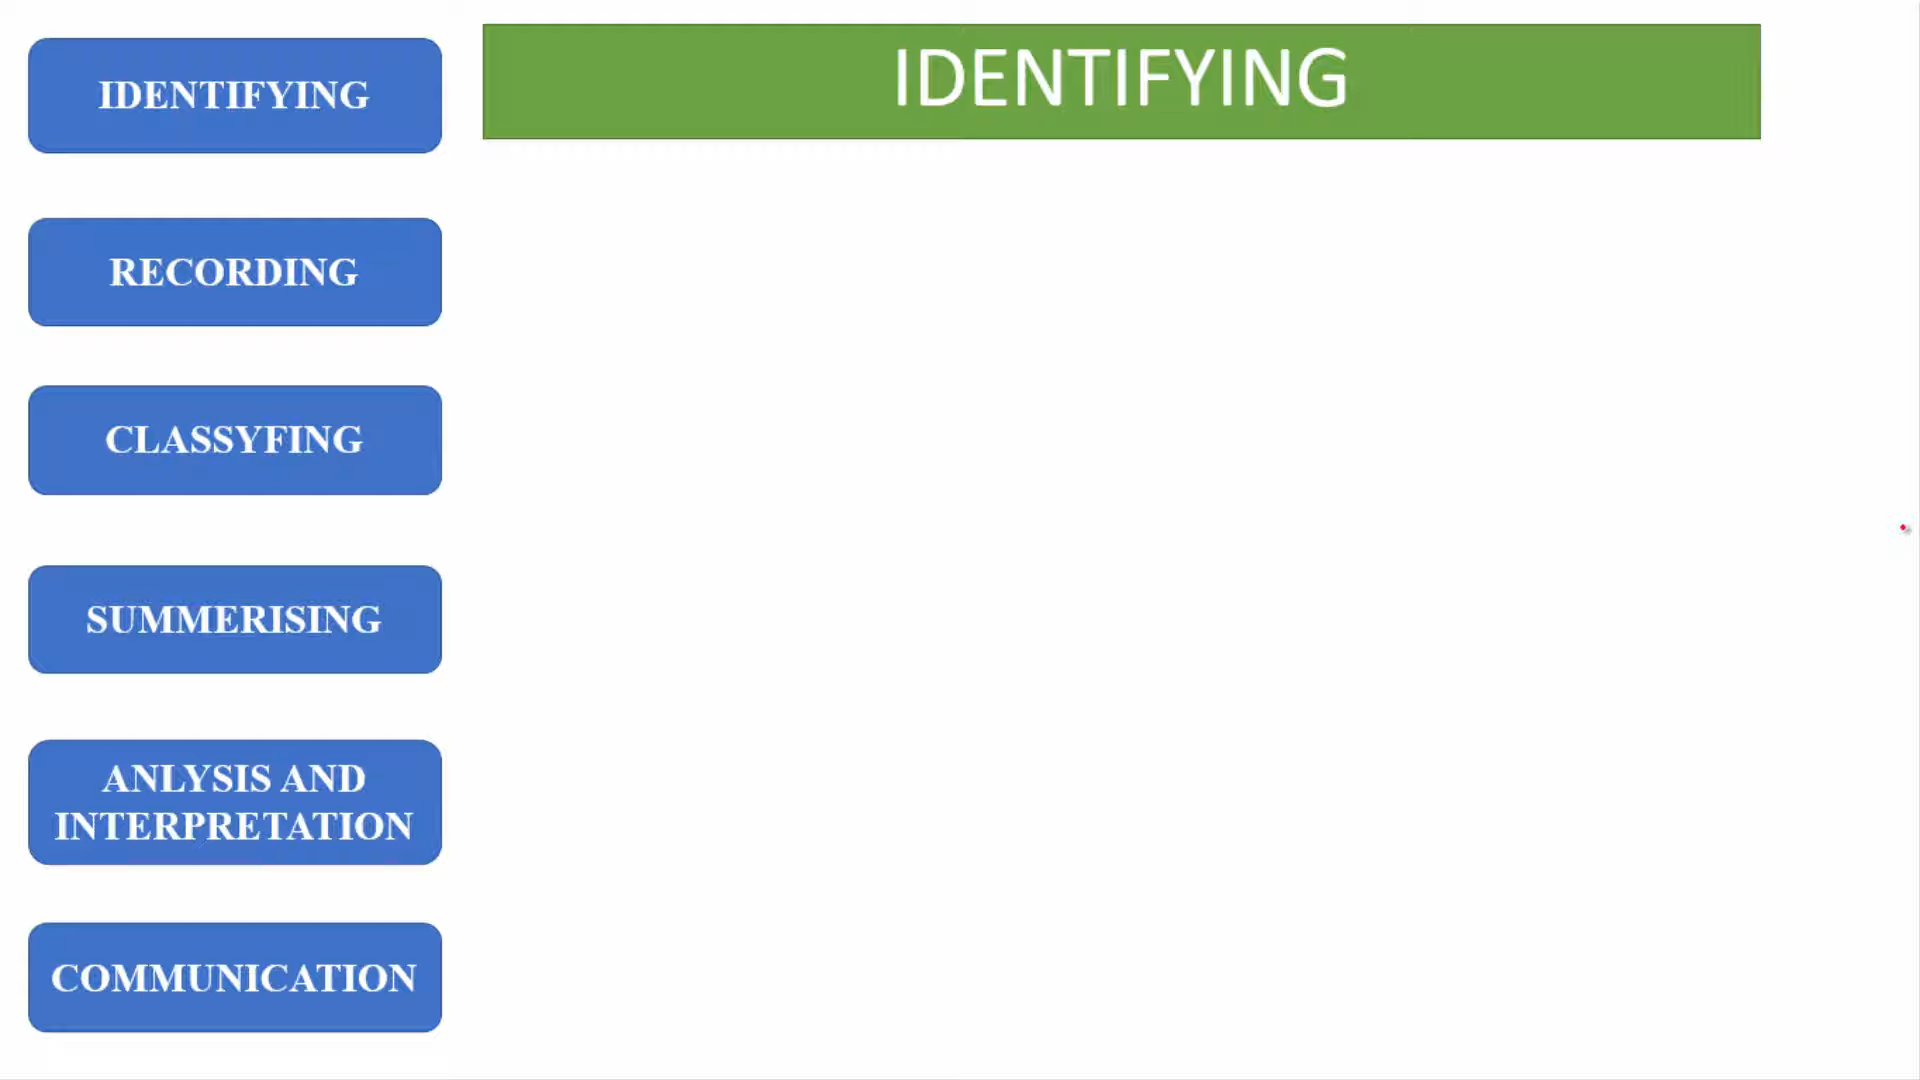 IDENTIFYING
IDENTIFYING
RECORDING
CLASSYFING
SUMMERISING
ANLYSIS AND
INTERPRETATION
COMMUNICATION